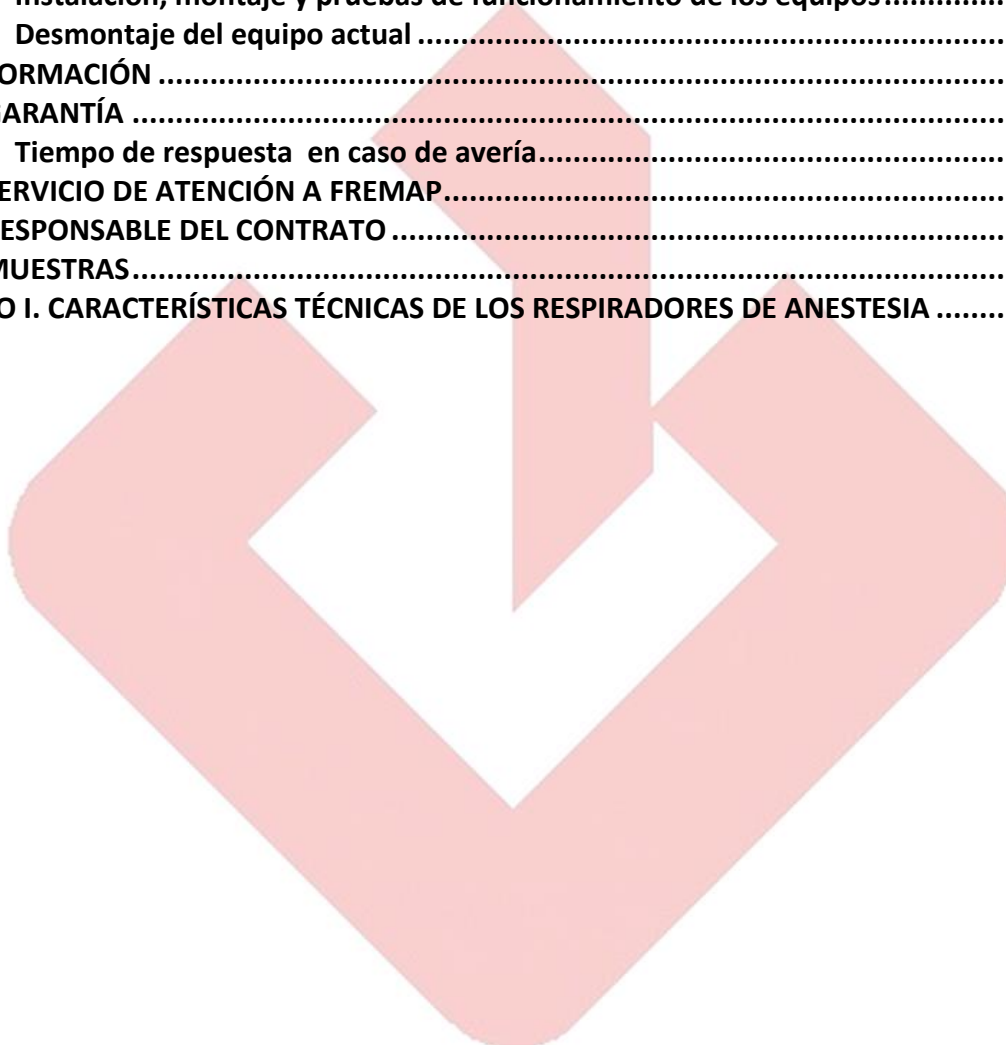 Instalación, montaje y pruebas de funcionamiento de los equipos..............
Desmontaje del equipo actual ..............................................................................
ORMACIÓN .........................................................................................................
GARANTÍA ............................................................................................................
Tiempo de respuesta en caso de avería...............................................................
ERVICIO DE ATENCIÓN A FREMAP.....................................................................
ESPONSABLE DEL CONTRATO ............................................................................
MUESTRAS............................................................................................................
O I. CARACTERÍSTICAS TÉCNICAS DE LOS RESPIRADORES DE ANESTESIA ........